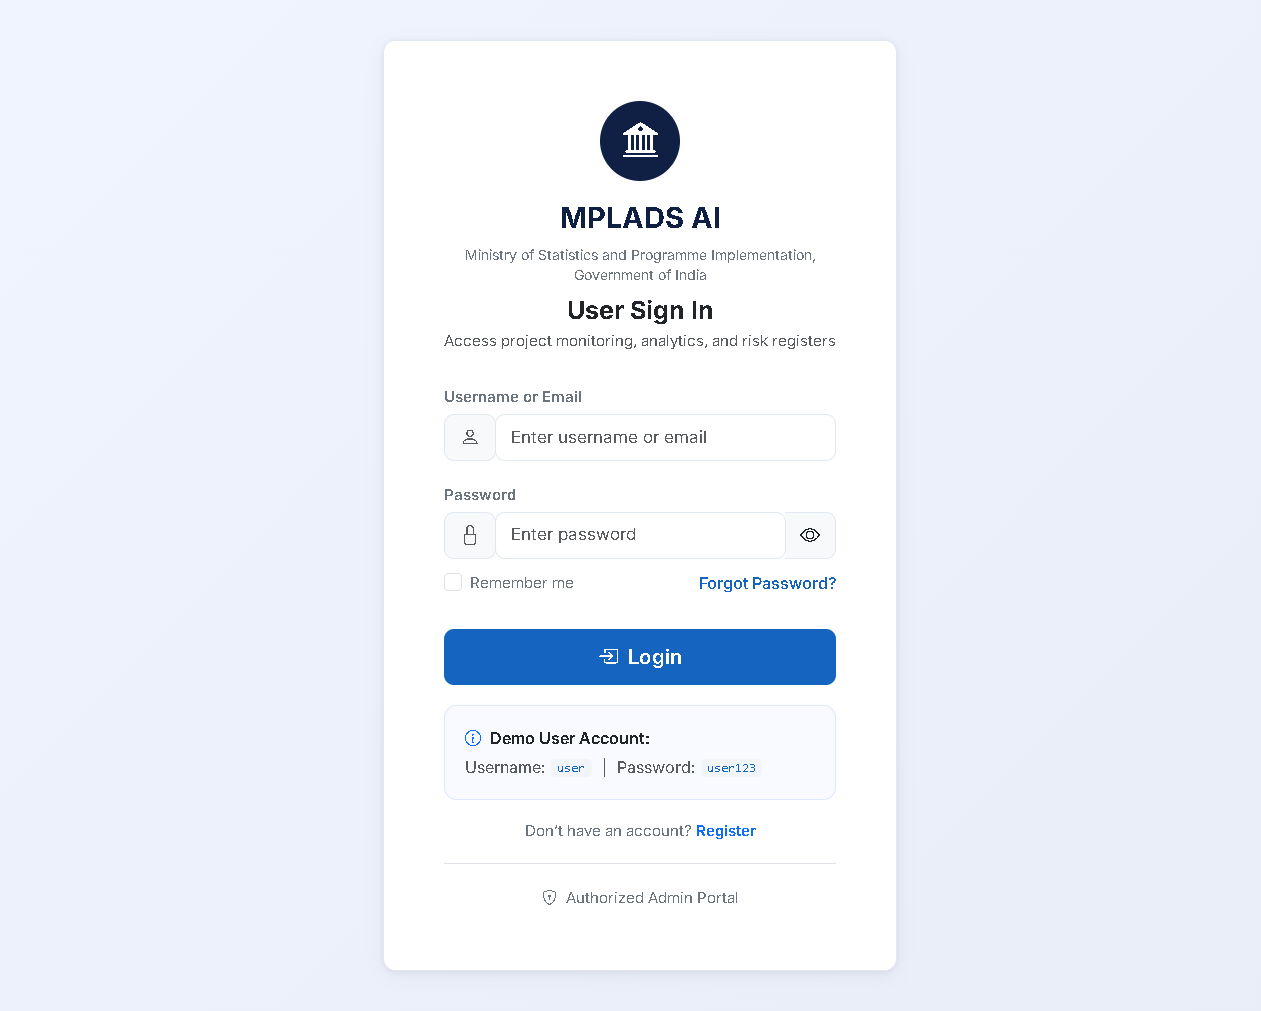 MPLADS AI
Ministry of Statistics and Programme Implementation,
Government of India
User Sign In
Access project monitoring, analytics, and risk registers
Username or Email
Enter username or email
Password
Enter password
Remember me
Forgot Password?
Login
Demo User Account:
Username: user | Password: user123
Don't have an account? Register
Authorized Admin Portal